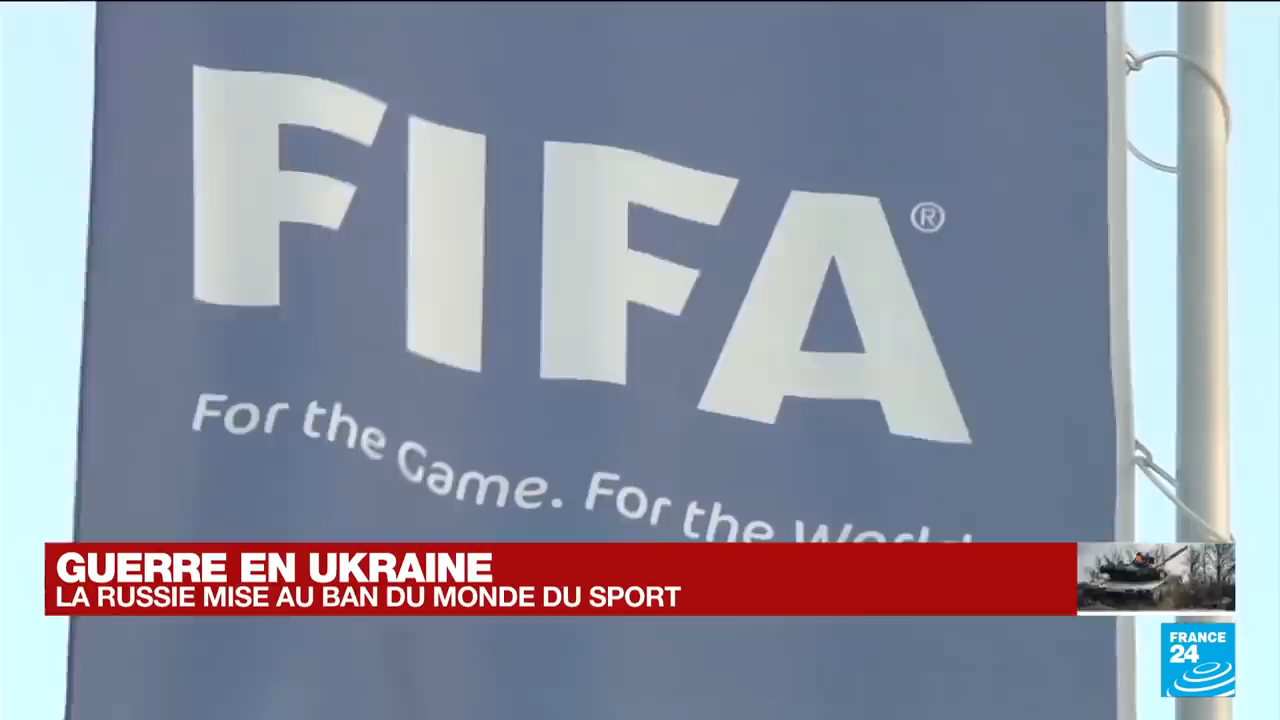 FIFA®
For the Game. For the World.
GUERRE EN UKRAINE
LA RUSSIE MISE AU BAN DU MONDE DU SPORT
FRANCE
24